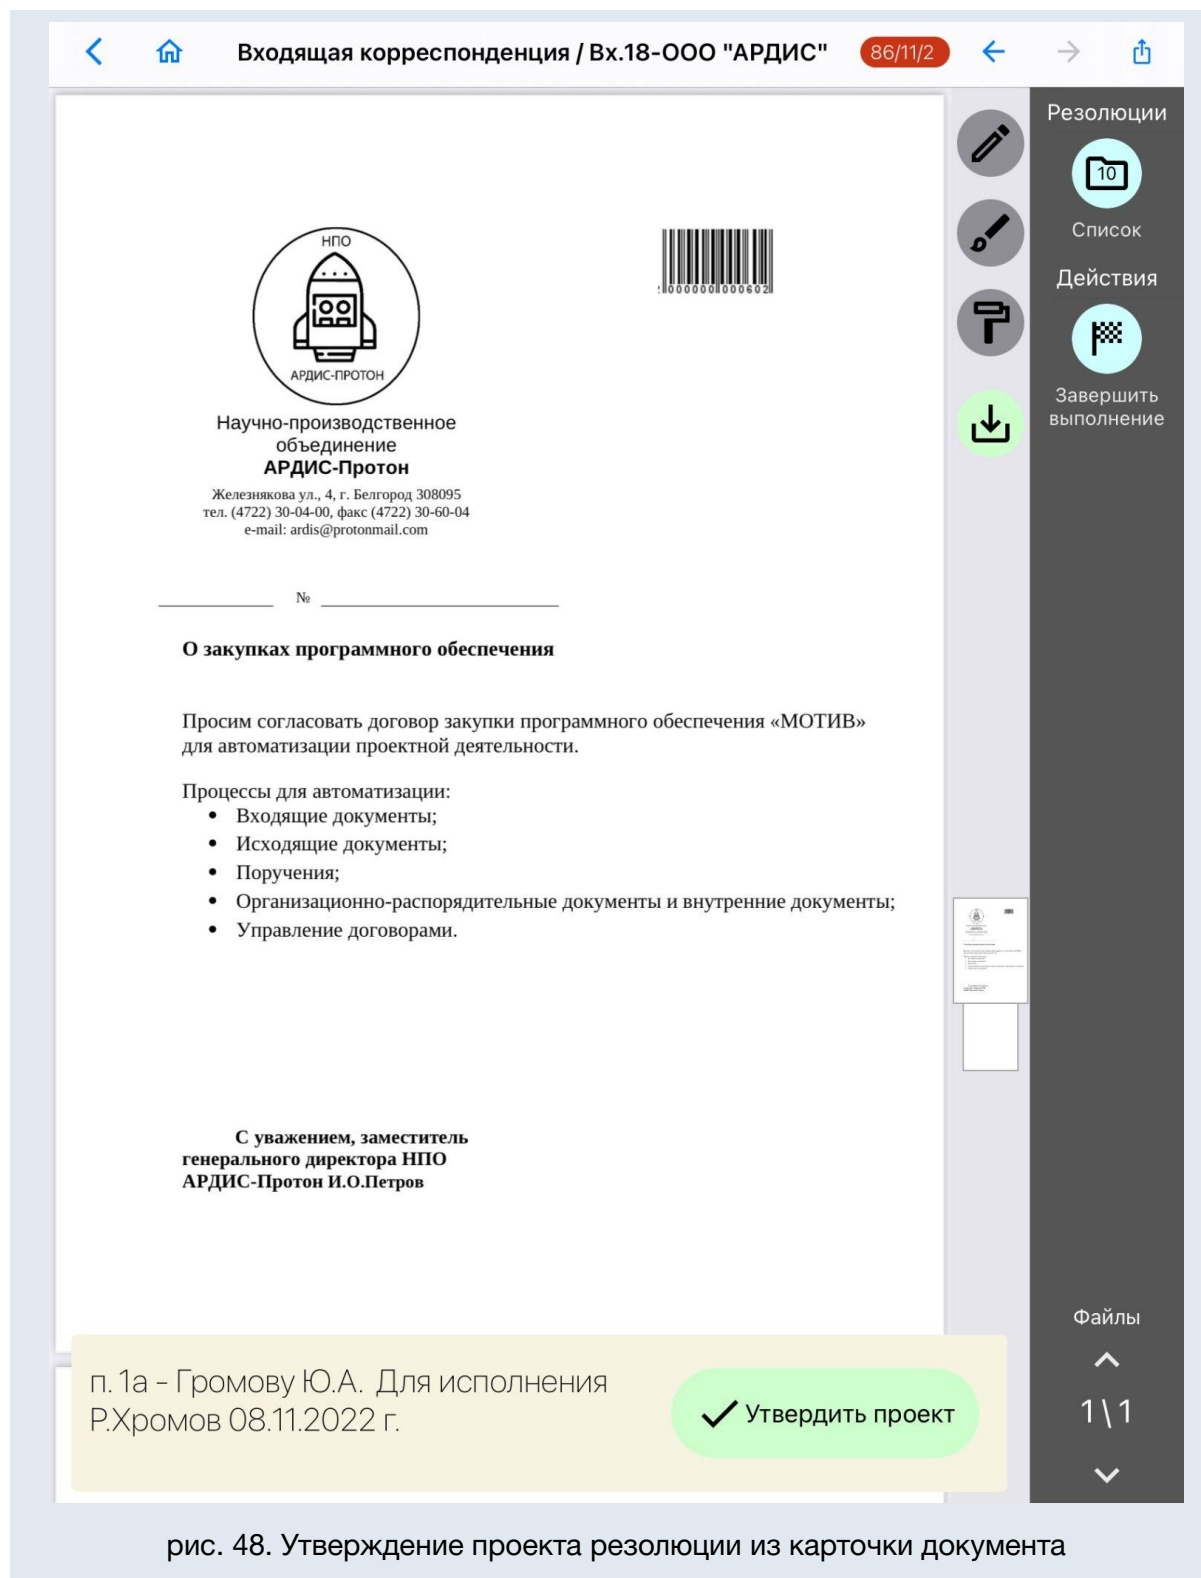 Входящая корреспонденция / Вх.18-ООО "АРДИС"
86/11/2
Резолюции
10
Список
Действия
Завершить
выполнение
НПО
АРДИС-ПРОТОН
2000000000602
Научно-производственное
объединение
АРДИС-Протон
Железнякова ул., 4, г. Белгород 308095
тел. (4722) 30-04-00, факс (4722) 30-60-04
e-mail: ardis@protonmail.com
№
О закупках программного обеспечения
Просим согласовать договор закупки программного обеспечения «МОТИВ»
для автоматизации проектной деятельности.
Процессы для автоматизации:
• Входящие документы;
• Исходящие документы;
• Поручения;
• Организационно-распорядительные документы и внутренние документы;
• Управление договорами.
С уважением, заместитель
генерального директора НПО
АРДИС-Протон И.О.Петров
п. 1а - Громову Ю.А. Для исполнения
Р.Хромов 08.11.2022 г.
Утвердить проект
Файлы
1\1
рис. 48. Утверждение проекта резолюции из карточки документа